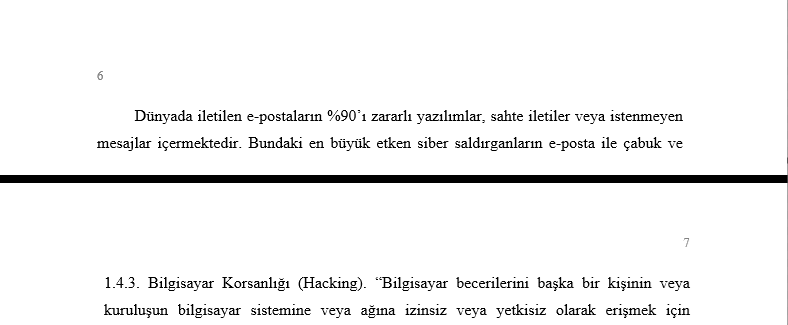 6
Dünyada iletilen e-postaların %90’ı zararlı yazılımlar, sahte iletiler veya istenmeyen
mesajlar içermektedir. Bundaki en büyük etken siber saldırganların e-posta ile çabuk ve
7
1.4.3. Bilgisayar Korsanlığı (Hacking). “Bilgisayar becerilerini başka bir kişinin veya
kuruluşun bilgisayar sistemine veya ağına izinsiz veya yetkisiz olarak erişmek için